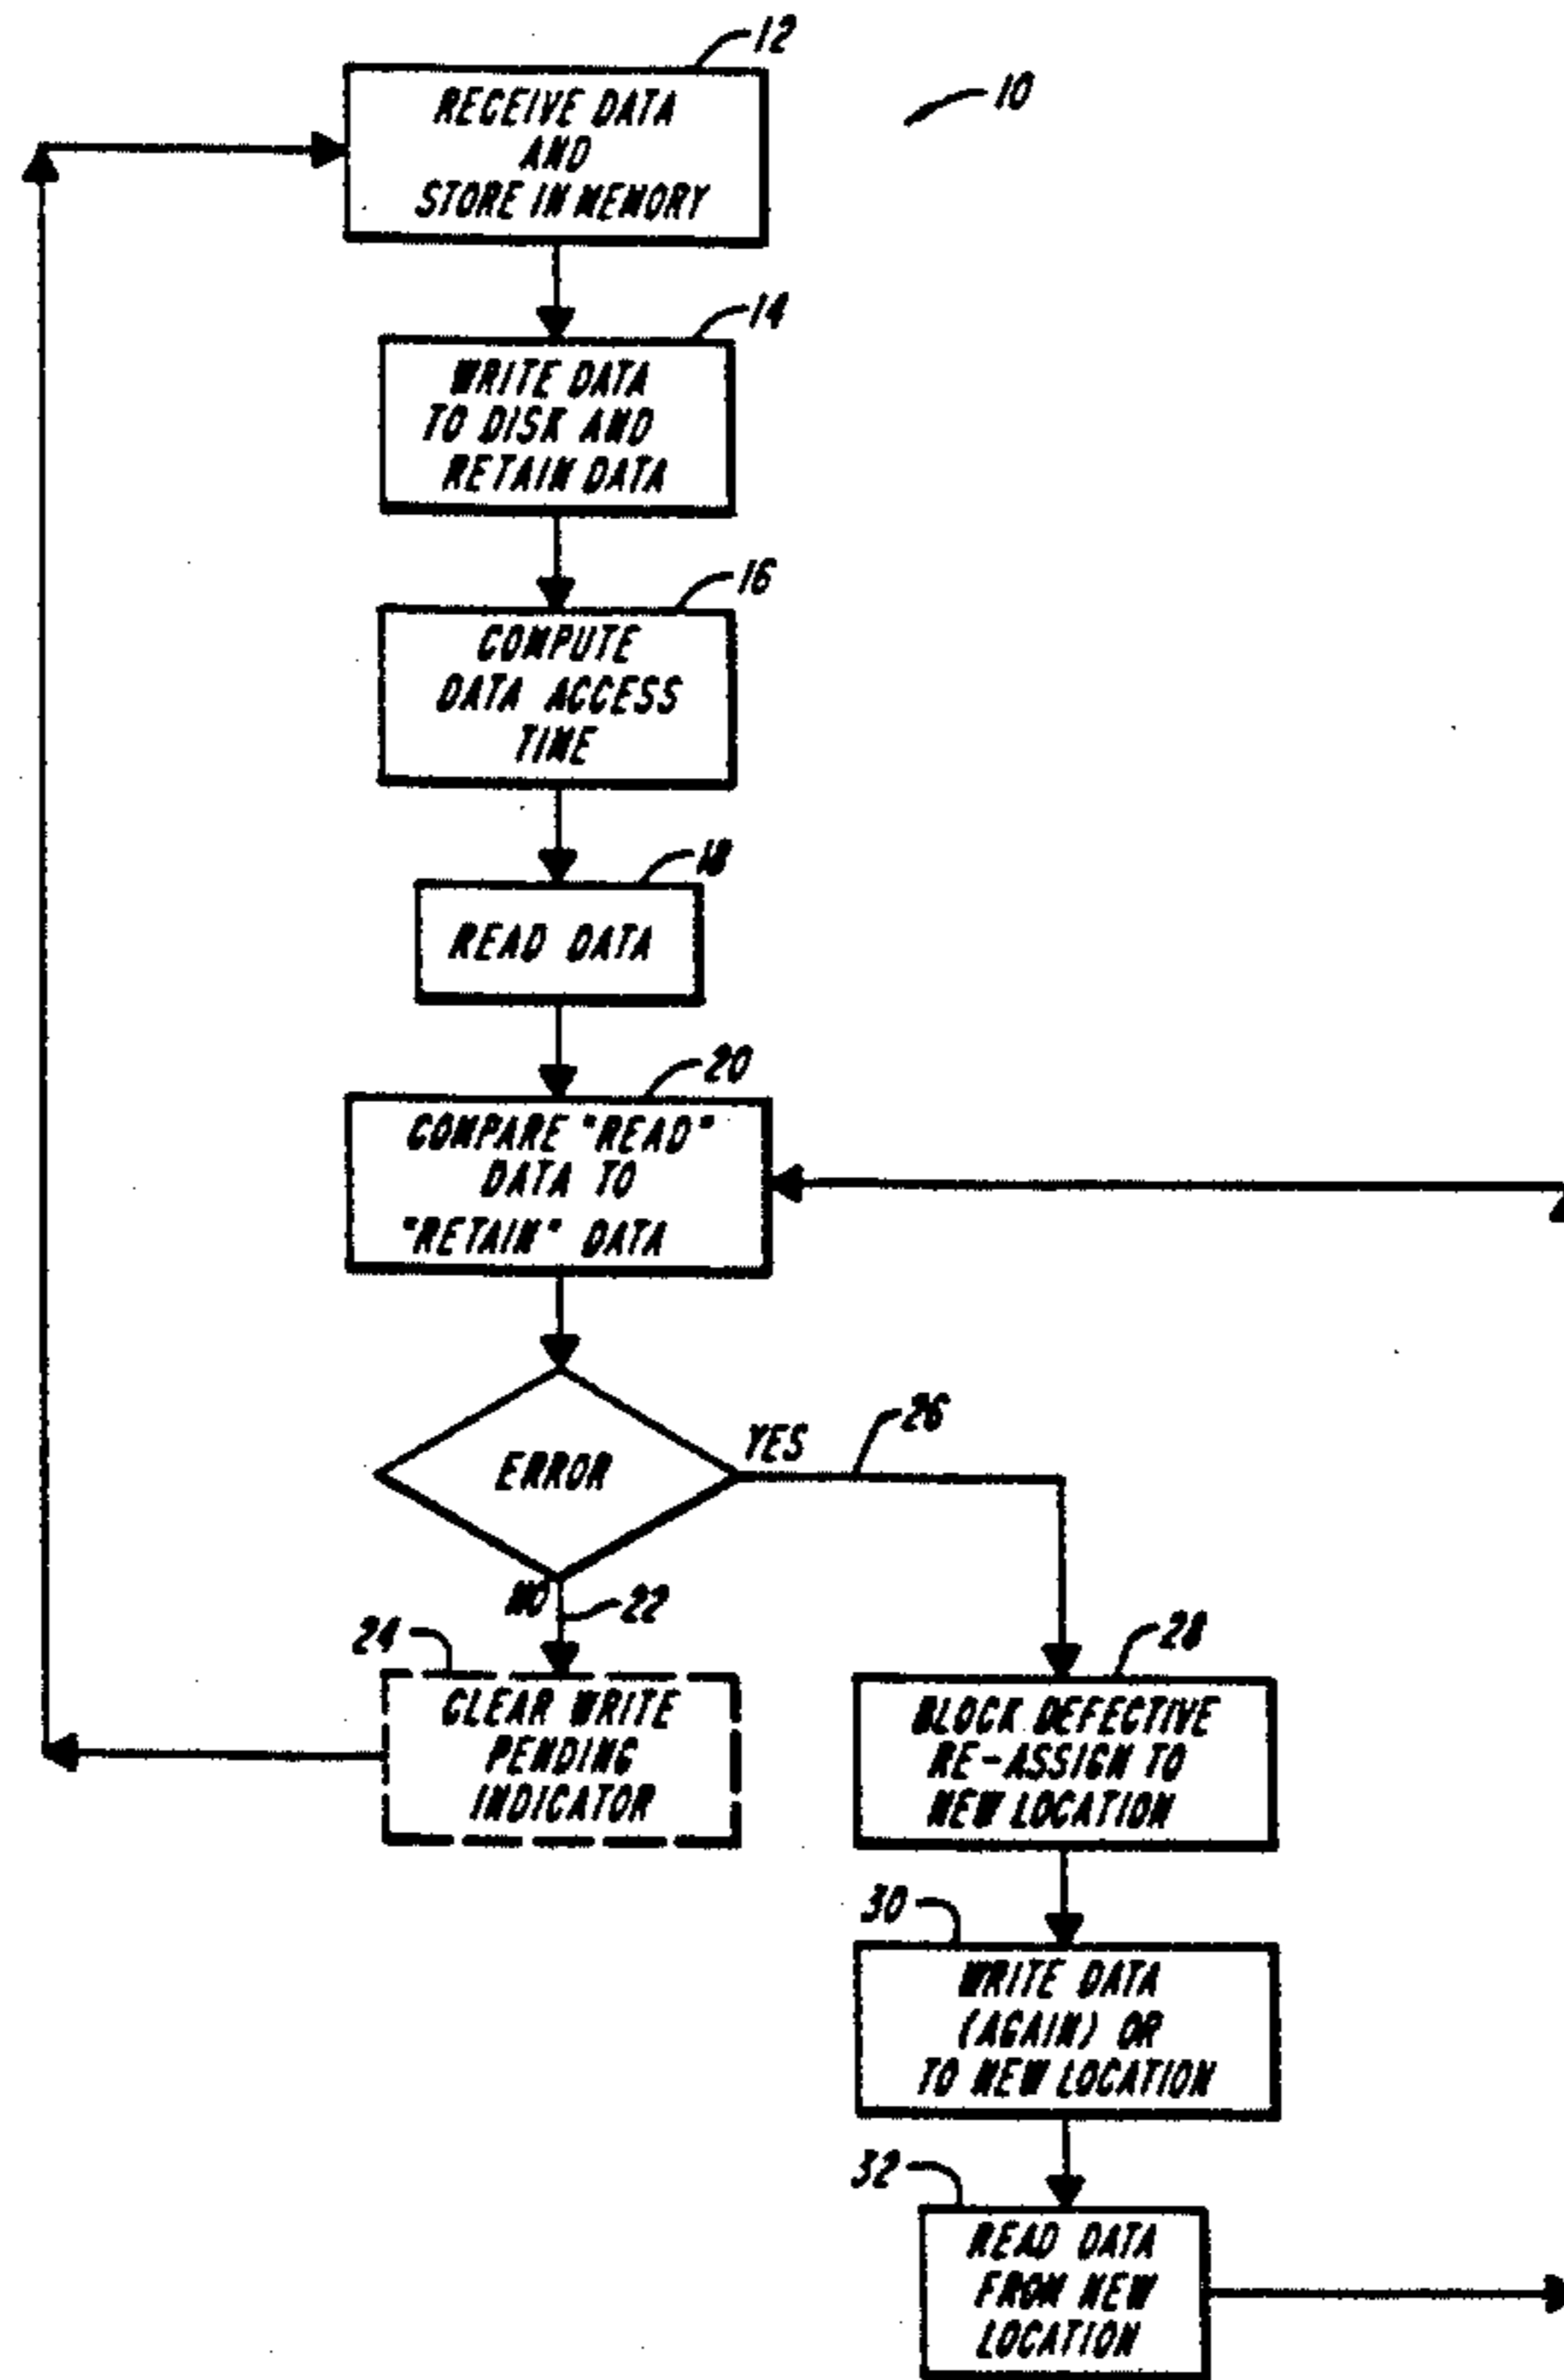 12
10
RECEIVE DATA
AND
STORE IN MEMORY
14
WRITE DATA
TO DISK AND
RETAIN DATA
16
COMPUTE
DATA ACCESS
TIME
18
READ DATA
20
COMPARE "READ"
DATA TO
"RETAIN" DATA
ERROR
YES
26
NO
22
24
CLEAR WRITE
PENDING
INDICATOR
28
BLOCK DEFECTIVE
RE-ASSIGN TO
NEW LOCATION
30
WRITE DATA
(AGAIN) OR
TO NEW LOCATION
32
READ DATA
FROM NEW
LOCATION